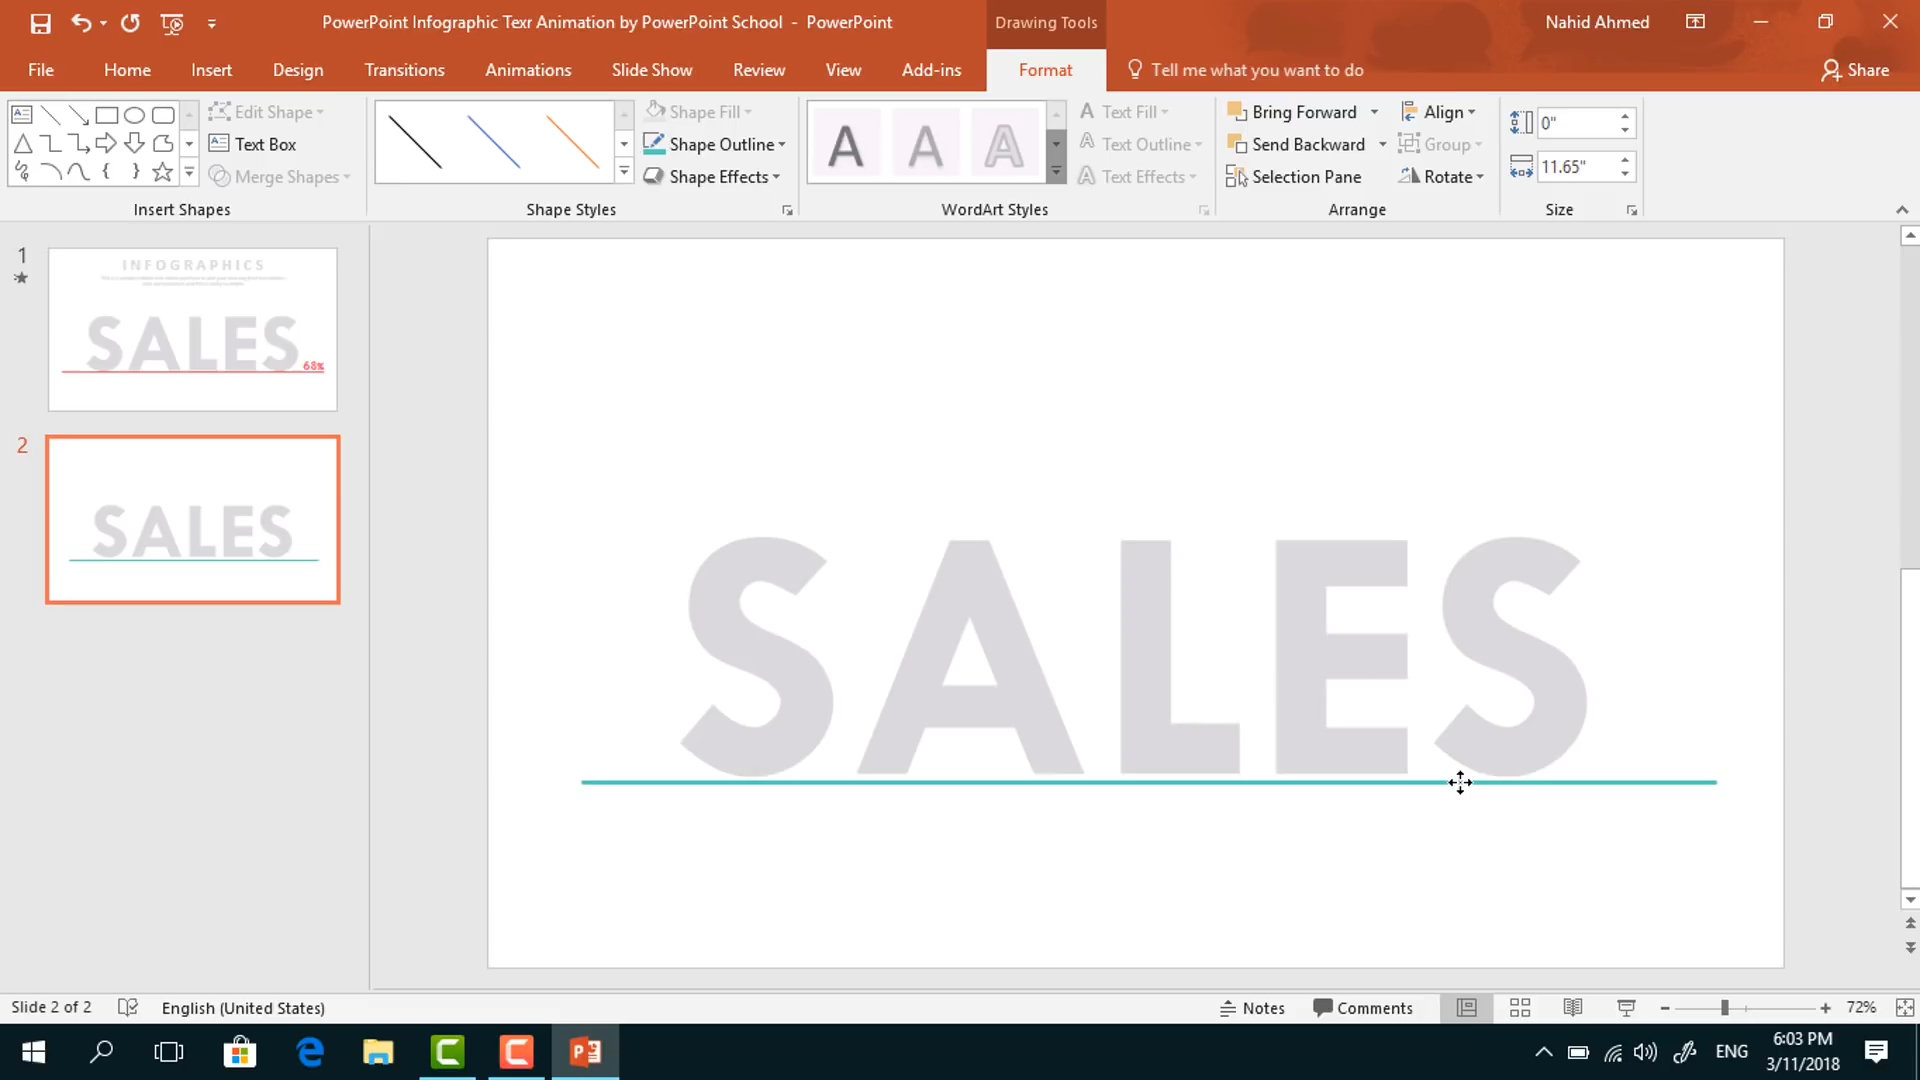 PowerPoint Infographic Texr Animation by PowerPoint School - PowerPoint
Drawing Tools
Nahid Ahmed
File
Home
Insert
Design
Transitions
Animations
Slide Show
Review
View
Add-ins
Format
Tell me what you want to do
Share
Edit Shape
Text Box
Merge Shapes
Insert Shapes
Shape Fill
Shape Outline
Shape Effects
Shape Styles
A A A
WordArt Styles
Text Fill
Text Outline
Text Effects
Bring Forward
Send Backward
Selection Pane
Align
Group
Rotate
Arrange
0"
11.65"
Size
1
INFOGRAPHICS
SALES
68%
2
SALES
SALES
Slide 2 of 2
English (United States)
Notes
Comments
72%
ENG
6:03 PM
3/11/2018